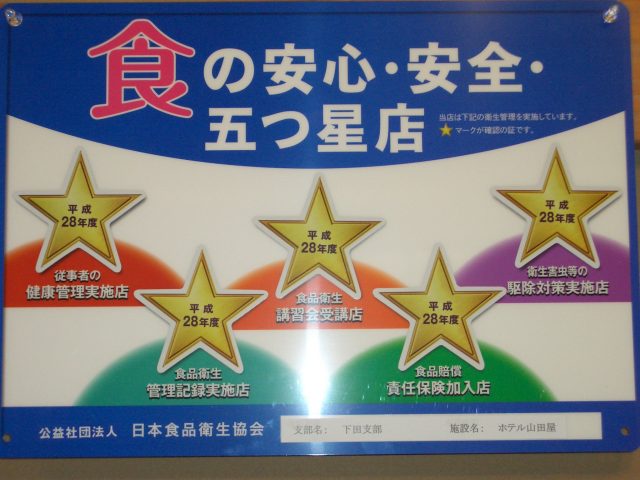 食の安心・安全・
五つ星店
当店は下記の衛生管理を実施しています。
マークが確認の証です。
平成
28年度
従事者の
健康管理実施店
平成
28年度
食品衛生
管理記録実施店
平成
28年度
食品衛生
講習会受講店
平成
28年度
食品賠償
責任保険加入店
平成
28年度
衛生害虫等の
駆除対策実施店
公益社団法人 日本食品衛生協会
支部名: 下田支部 施設名: ホテル山田屋